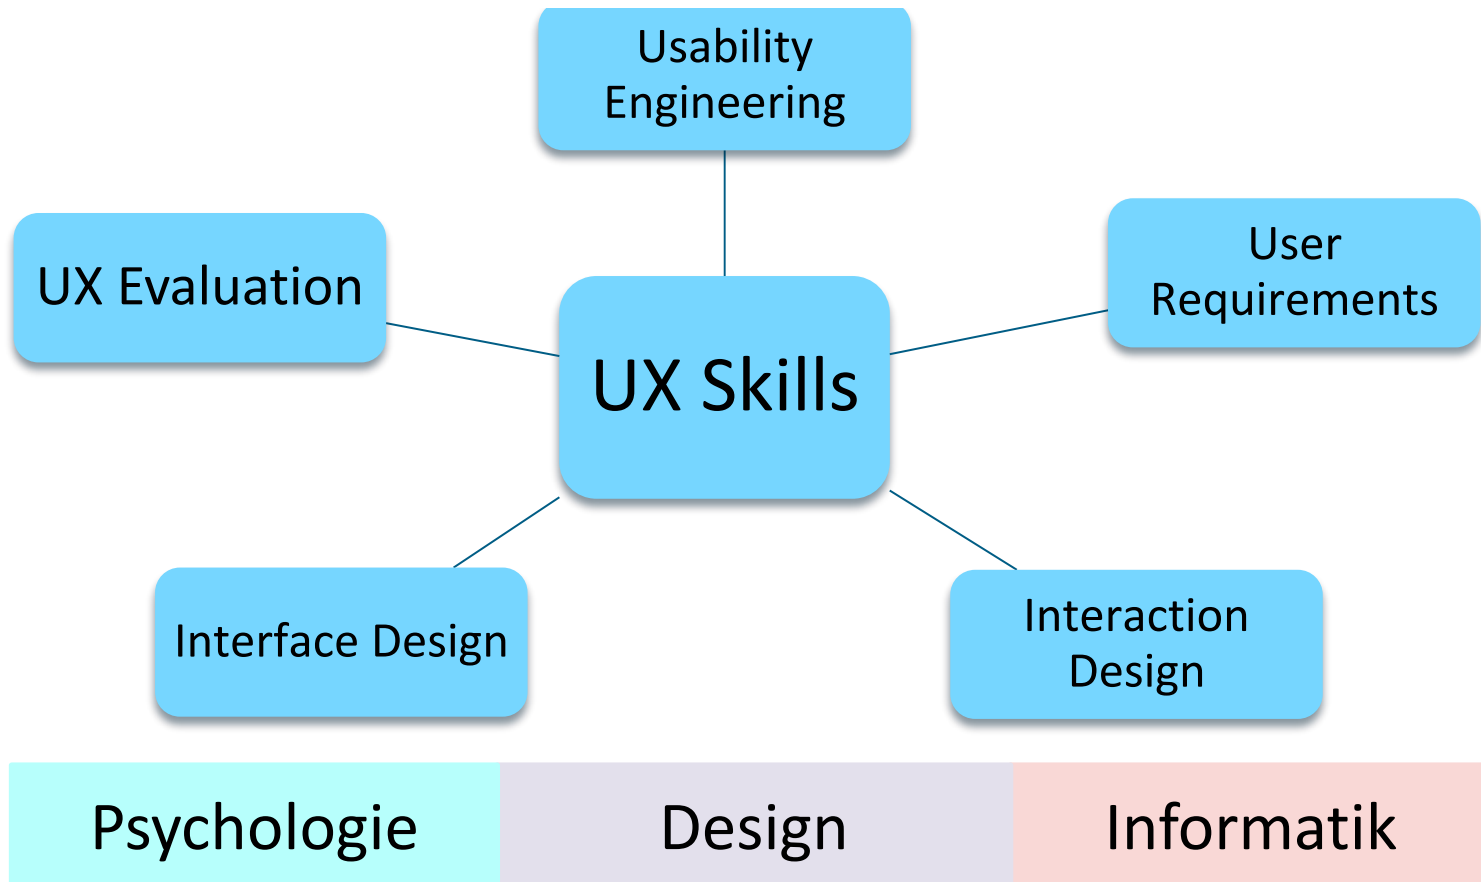 Usability
Engineering
UX Evaluation
User
Requirements
UX Skills
Interface Design
Interaction
Design
Psychologie
Design
Informatik